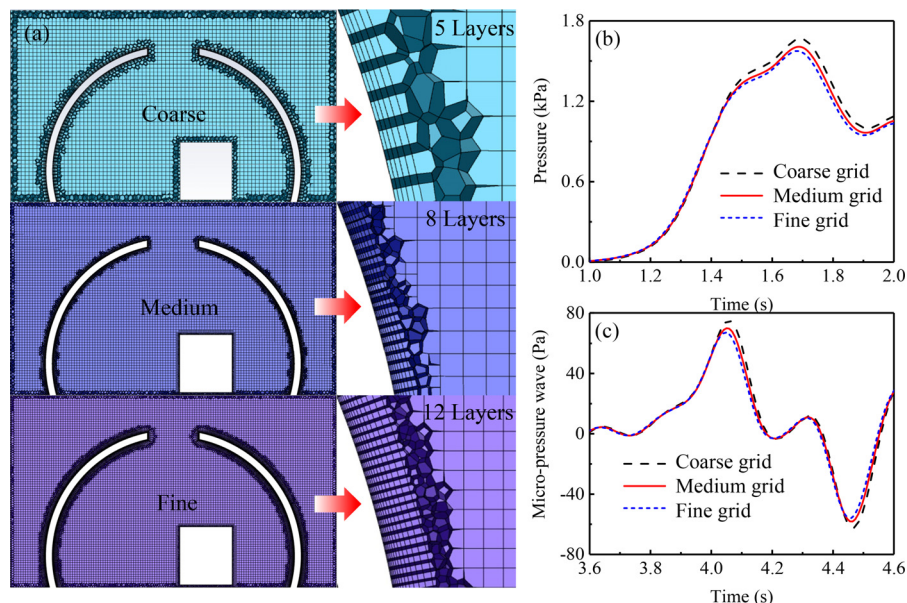 (a)
5 Layers
Coarse
8 Layers
Medium
12 Layers
Fine
(b)
1.8
1.2
0.6
0.0
Pressure (kPa)
Coarse grid
Medium grid
Fine grid
1.0 1.2 1.4 1.6 1.8 2.0
Time (s)
(c)
80
40
0
-40
-80
Micro-pressure wave (Pa)
Coarse grid
Medium grid
Fine grid
3.6 3.8 4.0 4.2 4.4 4.6
Time (s)